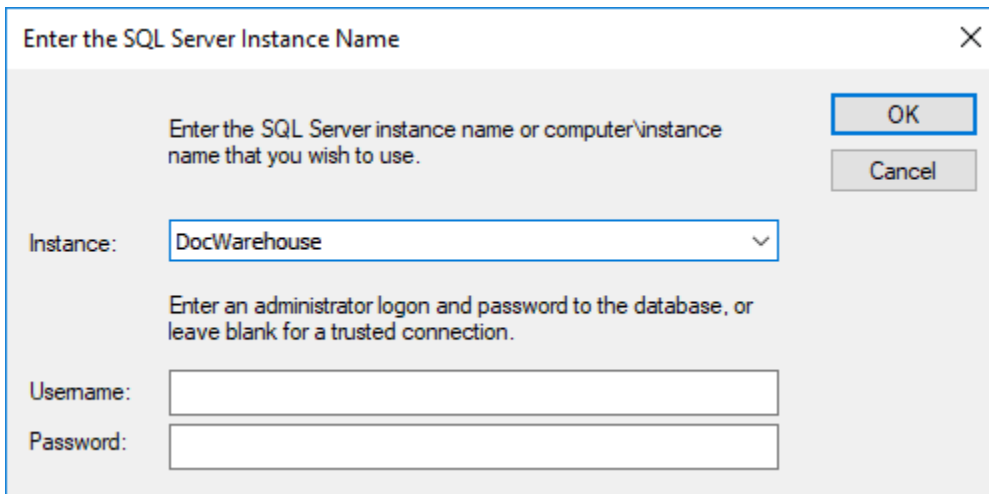 Enter the SQL Server Instance Name
Enter the SQL Server instance name or computer\instance
name that you wish to use.
OK
Cancel
Instance:
DocWarehouse
Enter an administrator logon and password to the database, or
leave blank for a trusted connection.
Username:
Password: